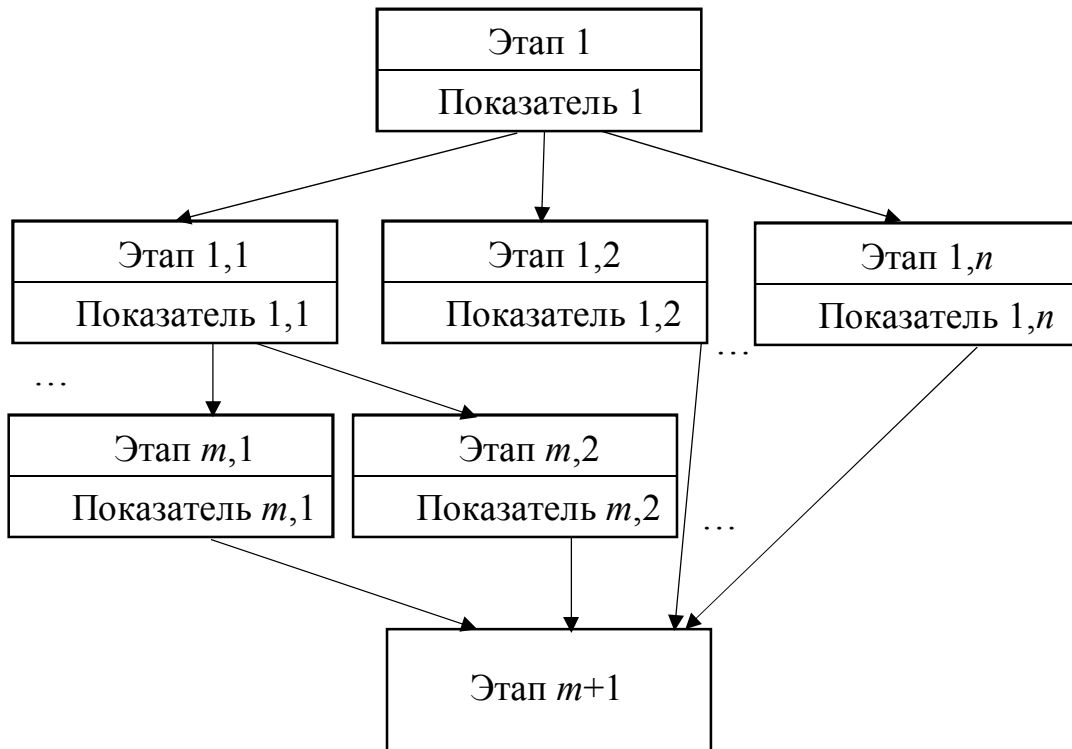 Этап 1
Показатель 1
Этап 1,1
Этап 1,2
Этап 1,n
Показатель 1,1
Показатель 1,2
Показатель 1,n
…
…
Этап m,1
Этап m,2
Показатель m,1
Показатель m,2
…
Этап m+1